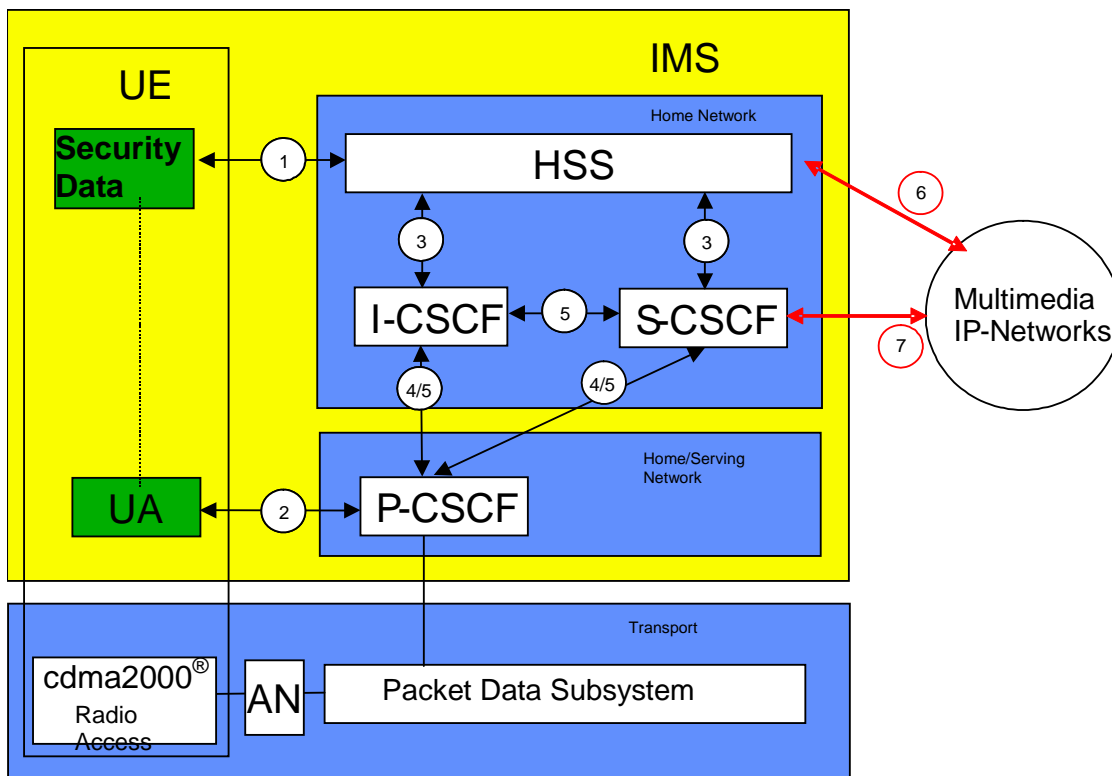 IMS
UE
Home Network
Security
Data
1
HSS
6
3
3
Multimedia
IP-Networks
I-CSCF
5
S-CSCF
7
4/5
4/5
Home/Serving
Network
UA
2
P-CSCF
Transport
cdma2000®
Radio
Access
AN
Packet Data Subsystem